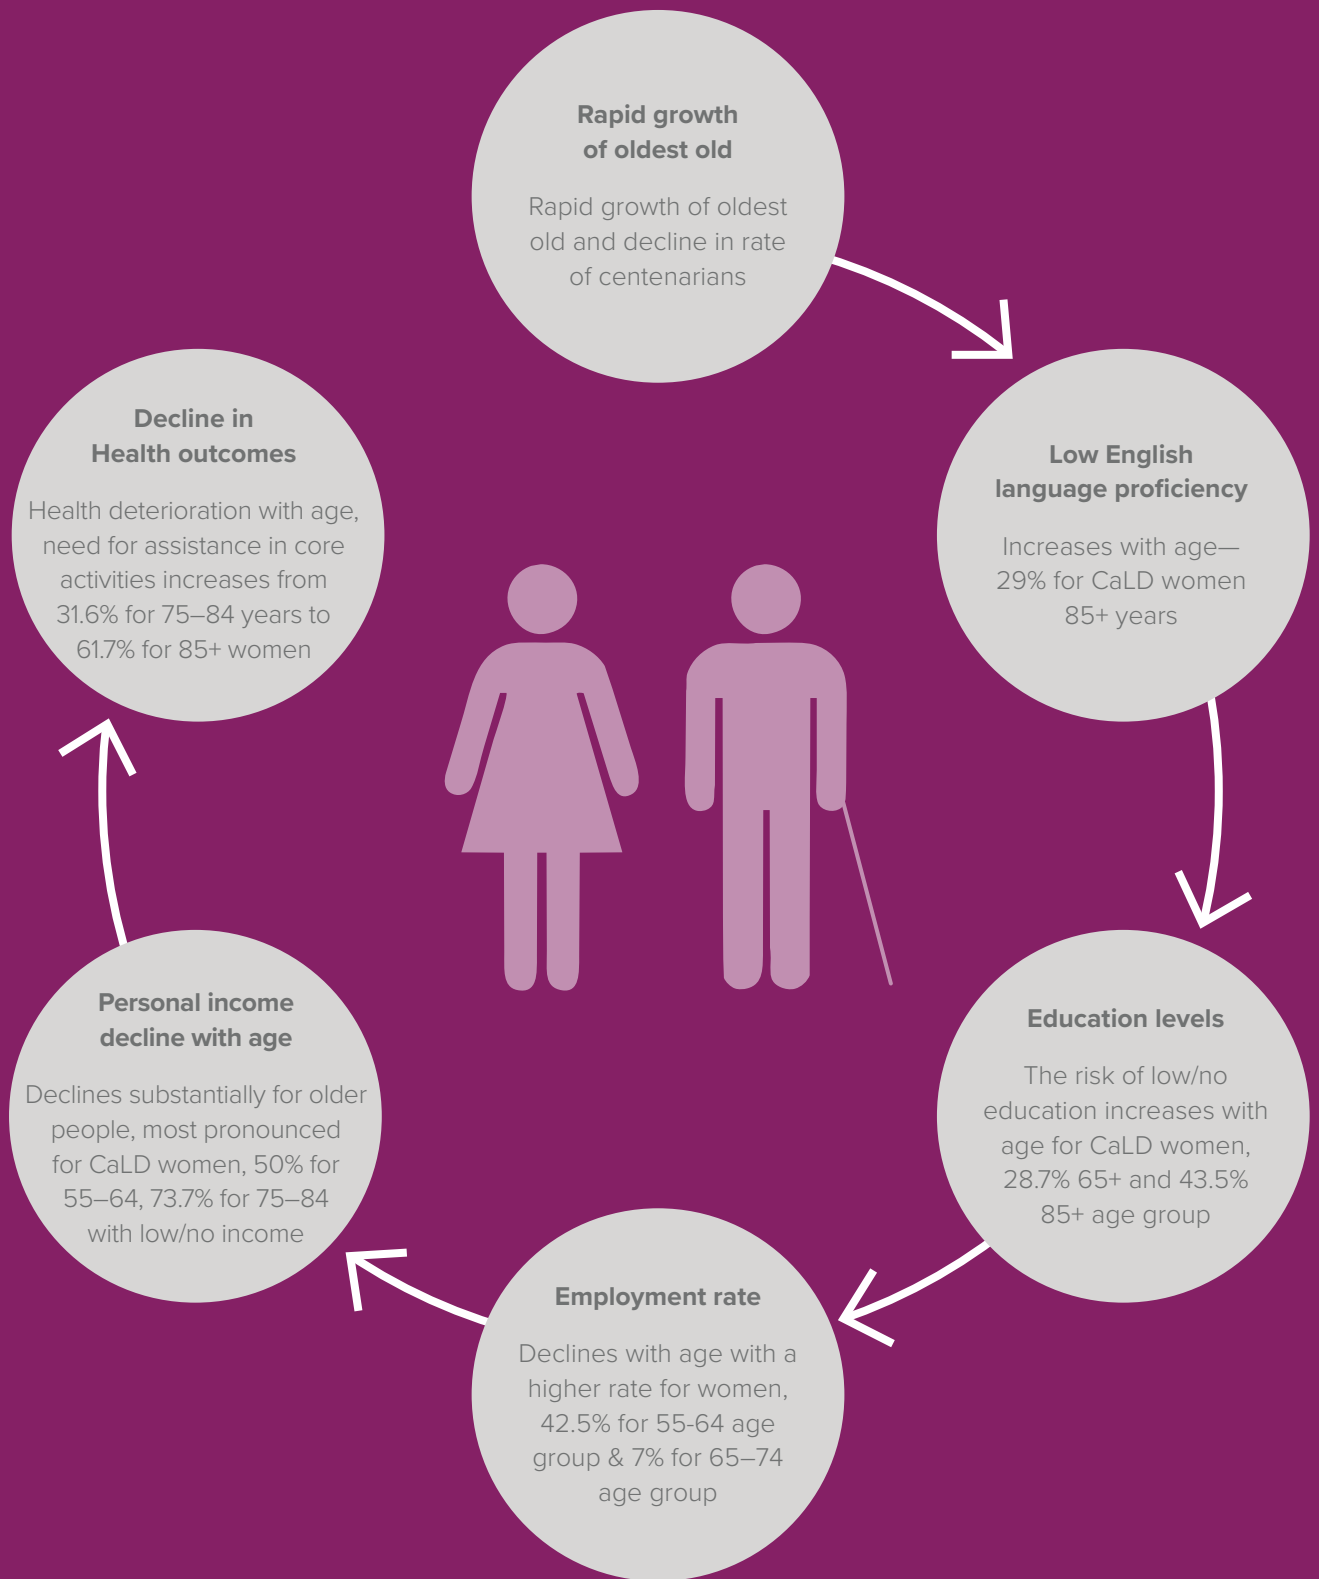 Rapid growth
of oldest old
Rapid growth of oldest
old and decline in rate
of centenarians
Low English
language proficiency
Increases with age—
29% for CaLD women
85+ years
Education levels
The risk of low/no
education increases with
age for CaLD women,
28.7% 65+ and 43.5%
85+ age group
Employment rate
Declines with age with a
higher rate for women,
42.5% for 55-64 age
group & 7% for 65–74
age group
Personal income
decline with age
Declines substantially for older
people, most pronounced
for CaLD women, 50% for
55–64, 73.7% for 75–84
with low/no income
Decline in
Health outcomes
Health deterioration with age,
need for assistance in core
activities increases from
31.6% for 75–84 years to
61.7% for 85+ women